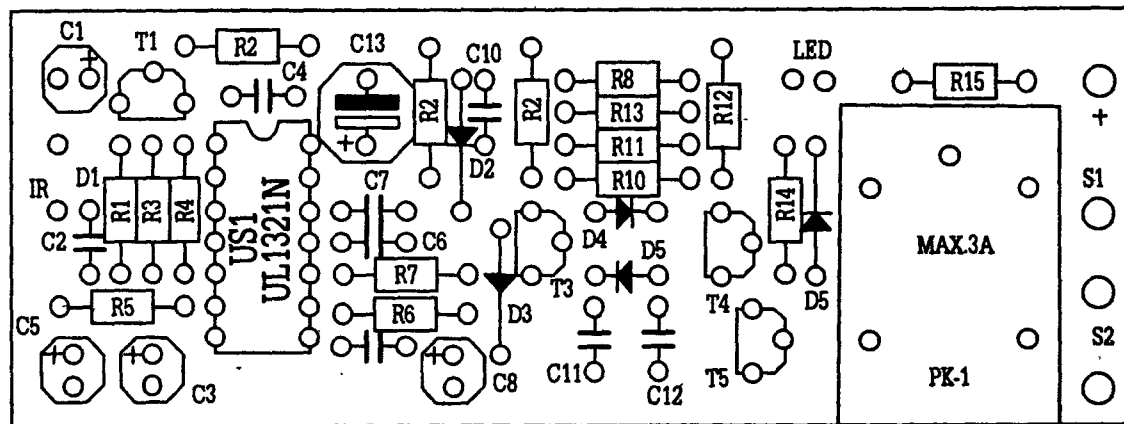 C1
+
T1
R2
C4
C13
+
R2
C10
D2
R2
R8
R13
R11
R10
R12
LED
R15
+
IR
D1
C2
R1
R3
R4
US1
UL1321N
C7
C6
R7
R6
D3
T3
D4
D5
T4
R14
D5
MAX.3A
S1
S2
PK-1
R5
C5
+
+
C3
+
C8
C11
C12
T5